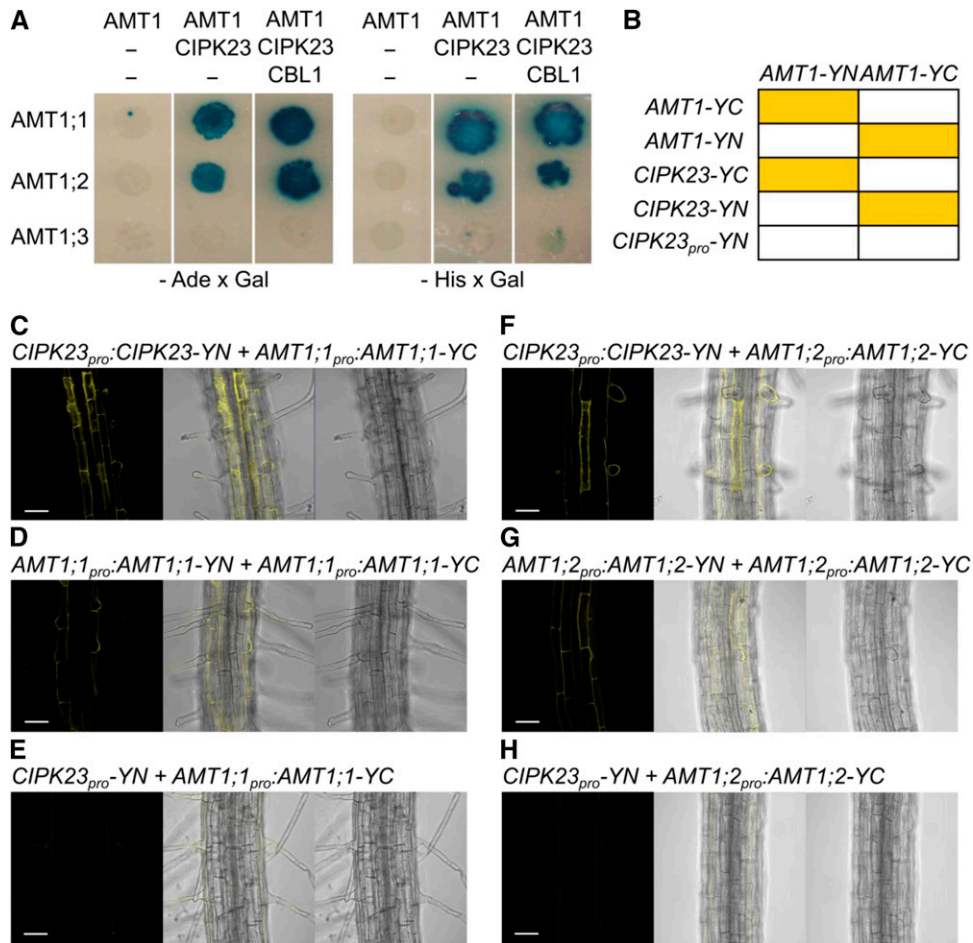 A
AMT1 AMT1 AMT1 AMT1 AMT1 AMT1
– CIPK23 CIPK23 – CIPK23 CIPK23
– – CBL1 – – CBL1
AMT1;1
AMT1;2
AMT1;3
- Ade x Gal - His x Gal
B
AMT1-YN AMT1-YC
AMT1-YC
AMT1-YN
CIPK23-YC
CIPK23-YN
CIPK23pro-YN
C
CIPK23pro:CIPK23-YN + AMT1;1pro:AMT1;1-YC
D
AMT1;1pro:AMT1;1-YN + AMT1;1pro:AMT1;1-YC
E
CIPK23pro-YN + AMT1;1pro:AMT1;1-YC
F
CIPK23pro:CIPK23-YN + AMT1;2pro:AMT1;2-YC
G
AMT1;2pro:AMT1;2-YN + AMT1;2pro:AMT1;2-YC
H
CIPK23pro-YN + AMT1;2pro:AMT1;2-YC